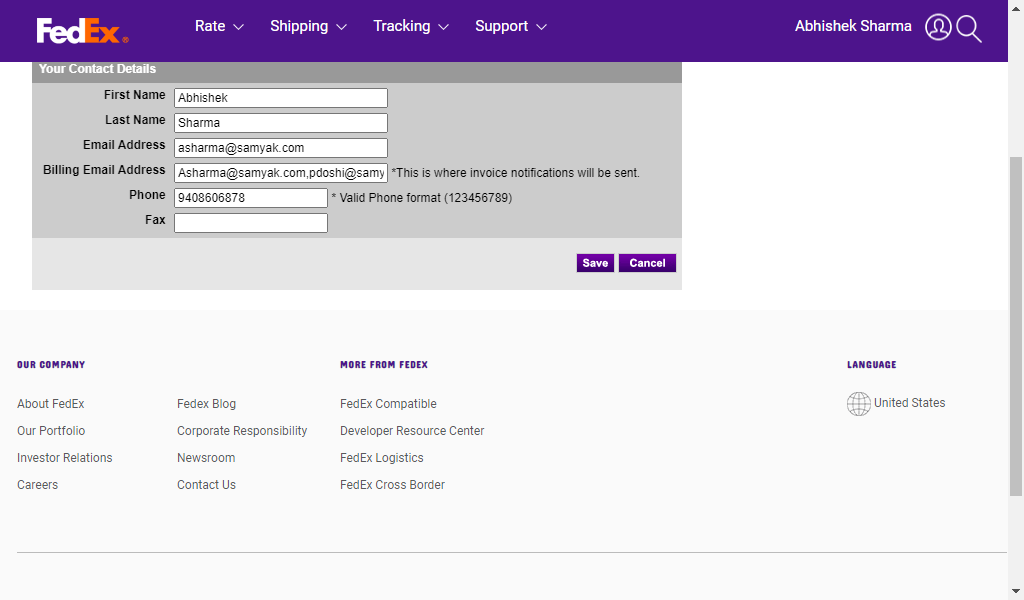 FedEx®
Rate Shipping Tracking Support Abhishek Sharma
Your Contact Details
First Name Abhishek
Last Name Sharma
Email Address asharma@samyak.com
Billing Email Address Asharma@samyak.com,pdoshi@samy *This is where invoice notifications will be sent.
Phone 9408606878 * Valid Phone format (123456789)
Fax
Save Cancel
OUR COMPANY MORE FROM FEDEX LANGUAGE
About FedEx Fedex Blog FedEx Compatible United States
Our Portfolio Corporate Responsibility Developer Resource Center
Investor Relations Newsroom FedEx Logistics
Careers Contact Us FedEx Cross Border